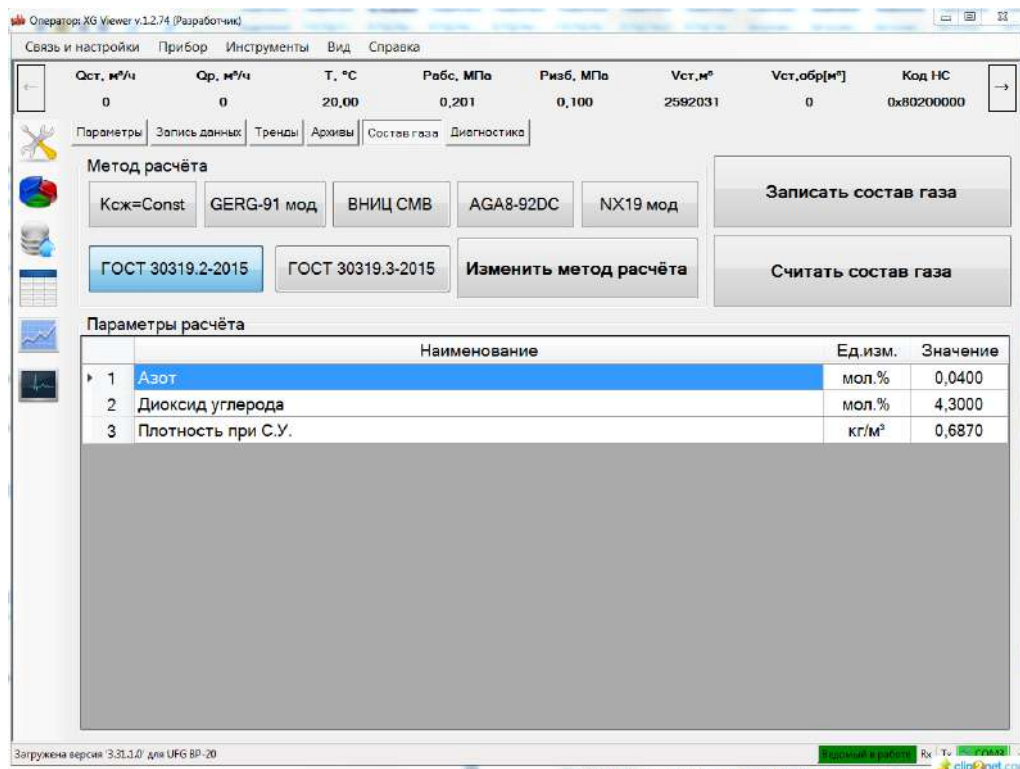 Оператор: XG Viewer v.1.2.74 (Разработчик)
Связь и настройки Прибор Инструменты Вид Справка
Qст, м³/ч Qр, м³/ч T, °C Рабс, МПа Ризб, МПа Vст,м³ Vст,обр[м³] Код НС
0 0 20,00 0,201 0,100 2592031 0 0x80200000
Параметры Запись данных Тренды Архивы Состав газа Диагностика
Метод расчёта
Ксж=Const GERG-91 мод ВНИЦ СМВ AGA8-92DC NX19 мод
Записать состав газа
ГОСТ 30319.2-2015 ГОСТ 30319.3-2015 Изменить метод расчёта
Считать состав газа
Параметры расчёта
Наименование Ед.изм. Значение
1 Азот мол.% 0,0400
2 Диоксид углерода мол.% 4,3000
3 Плотность при С.У. кг/м³ 0,6870
Загружена версия '3.31.1.0' для UFG BP-20
Ведомый в работе Rx Tx COM3
clip2net.com